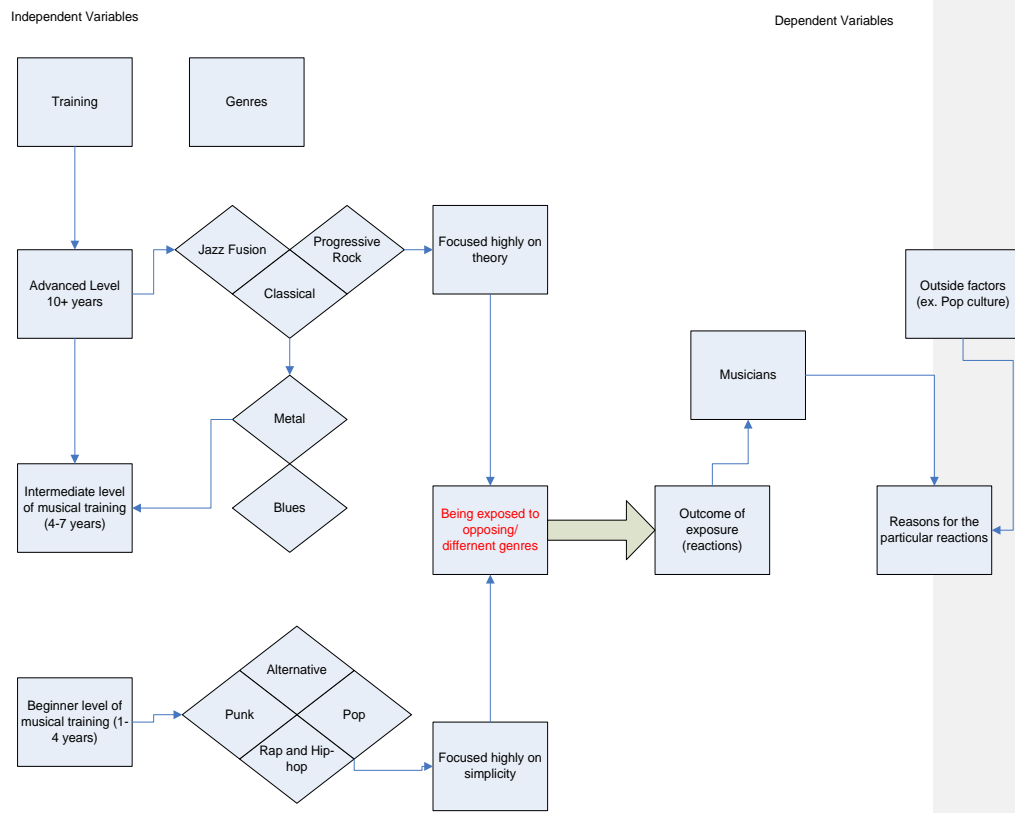 Independent Variables
Dependent Variables
Training
Genres
Jazz Fusion
Progressive
Rock
Classical
Focused highly on
theory
Advanced Level
10+ years
Outside factors
(ex. Pop culture)
Musicians
Metal
Intermediate level
of musical training
(4-7 years)
Blues
Being exposed to
opposing/
differnent genres
Outcome of
exposure
(reactions)
Reasons for the
particular reactions
Beginner level of
musical training (1-
4 years)
Alternative
Punk
Pop
Rap and Hip-
hop
Focused highly on
simplicity